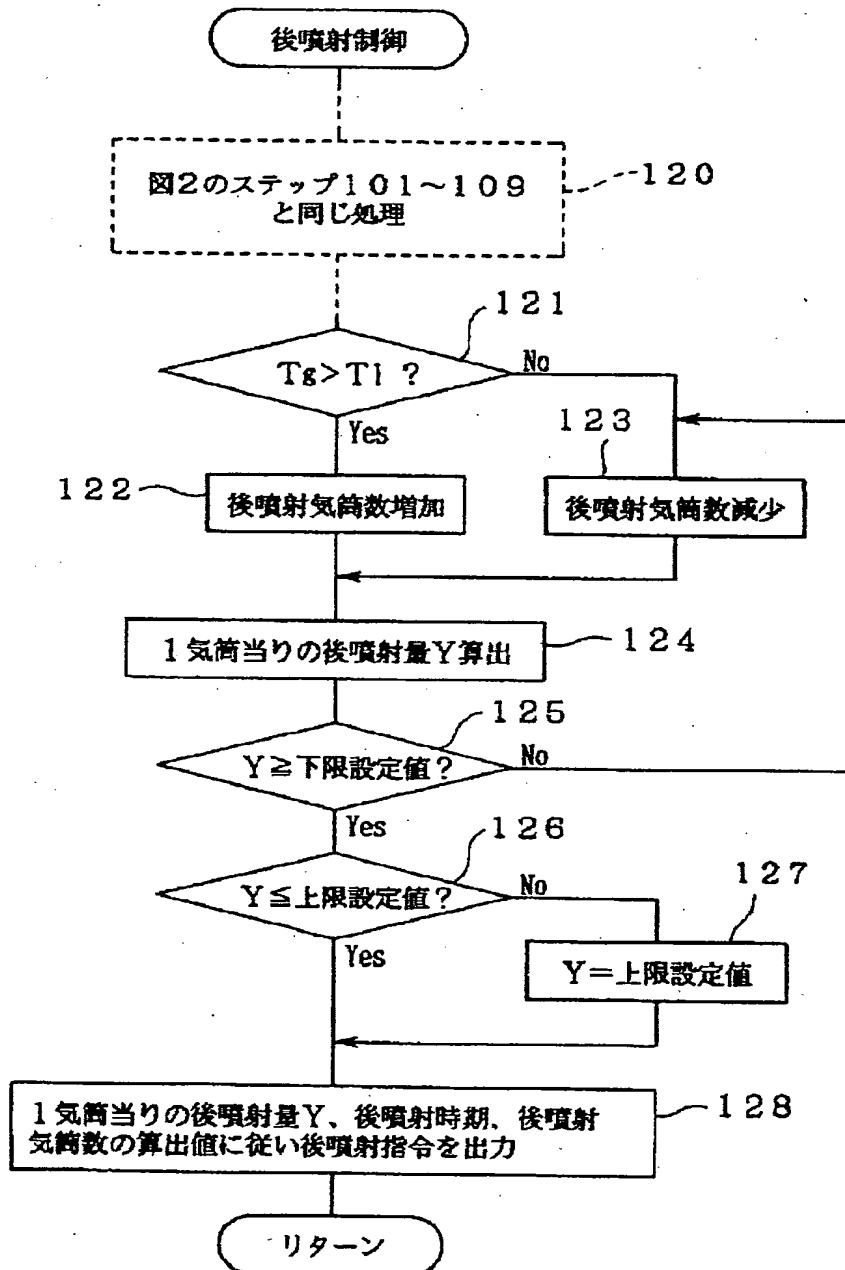 後噴射制御
図2のステップ101〜109
と同じ処理
120
121
Tg>T1 ?
No
Yes
123
122
後噴射気筒数増加
後噴射気筒数減少
1気筒当りの後噴射量Y算出
124
125
Y≧下限設定値?
No
Yes
126
Y≦上限設定値?
No
127
Yes
Y=上限設定値
1気筒当りの後噴射量Y、後噴射時期、後噴射
気筒数の算出値に従い後噴射指令を出力
128
リターン